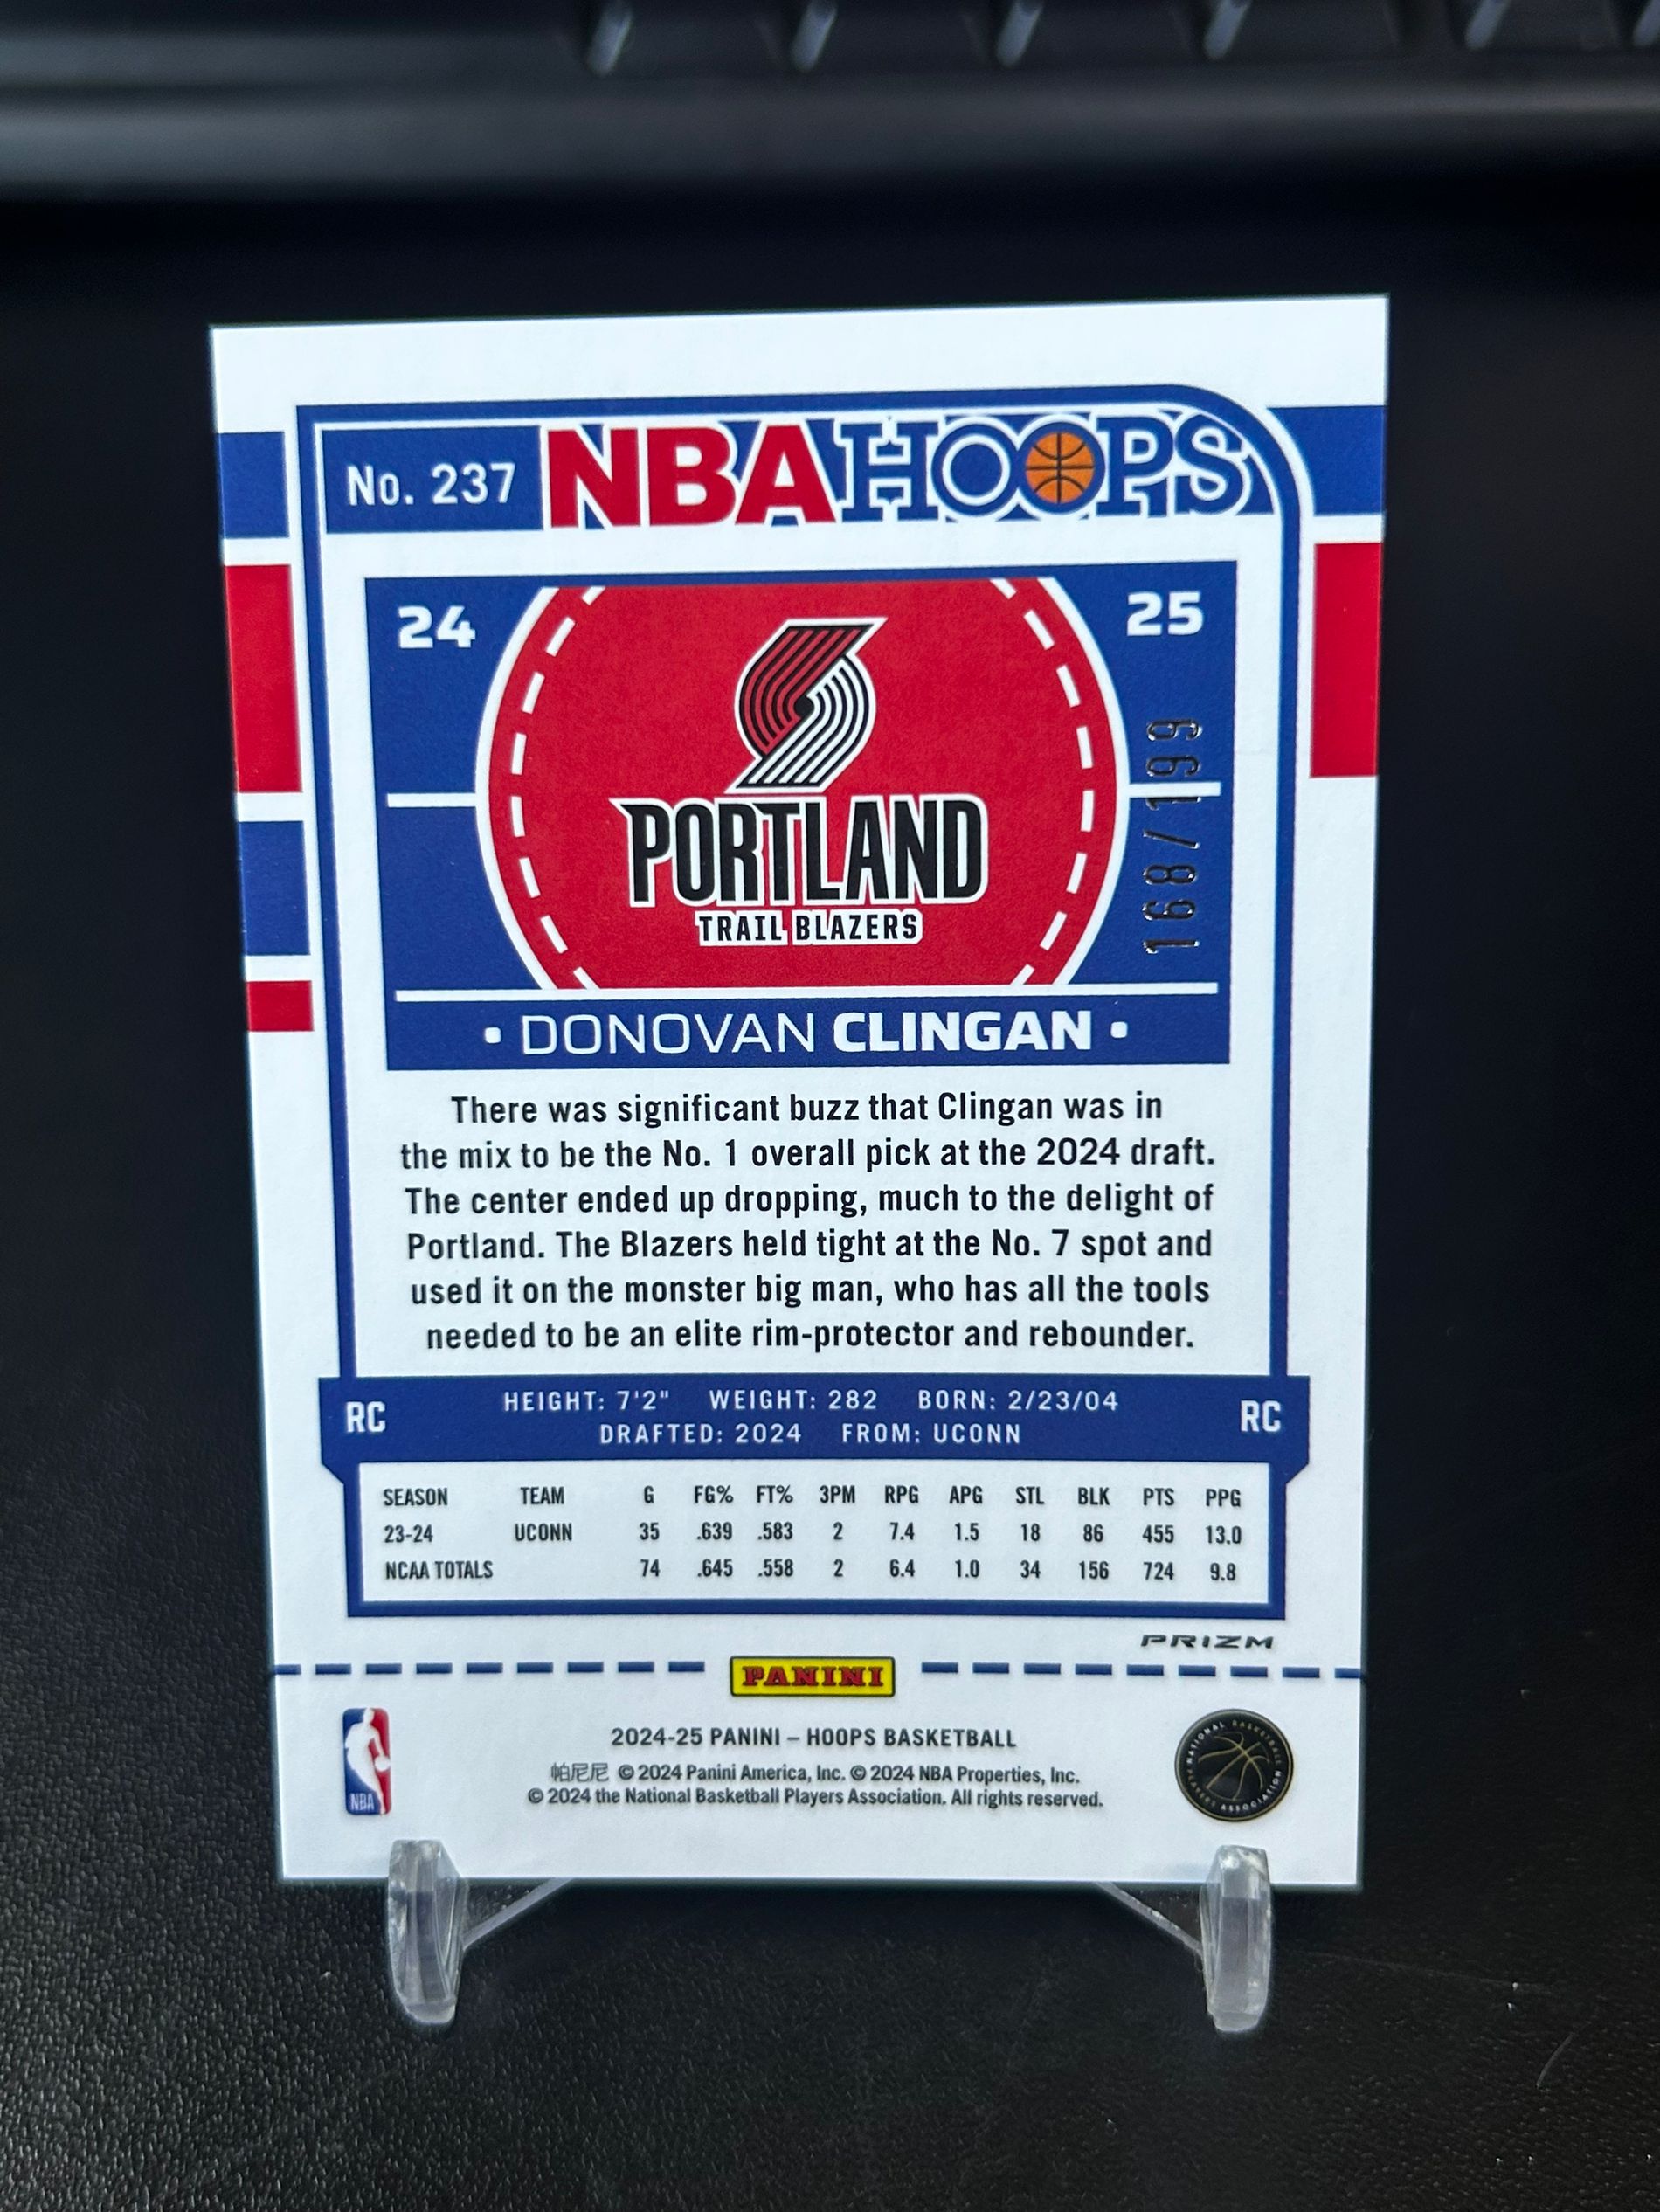 No. 237 NBA HOOPS
24 25
PORTLAND
TRAIL BLAZERS
168/199
• DONOVAN CLINGAN •
There was significant buzz that Clingan was in
the mix to be the No. 1 overall pick at the 2024 draft.
The center ended up dropping, much to the delight of
Portland. The Blazers held tight at the No. 7 spot and
used it on the monster big man, who has all the tools
needed to be an elite rim-protector and rebounder.
RC HEIGHT: 7'2" WEIGHT: 282 BORN: 2/23/04 RC
DRAFTED: 2024 FROM: UCONN
SEASON TEAM G FG% FT% 3PM RPG APG STL BLK PTS PPG
23-24 UCONN 35 .639 .583 2 7.4 1.5 18 86 455 13.0
NCAA TOTALS 74 .645 .558 2 6.4 1.0 34 156 724 9.8
PRIZM
PANINI
2024-25 PANINI – HOOPS BASKETBALL
帕尼尼 © 2024 Panini America, Inc. © 2024 NBA Properties, Inc.
© 2024 the National Basketball Players Association. All rights reserved.
NBA
NATIONAL BASKETBALL PLAYERS ASSOCIATION